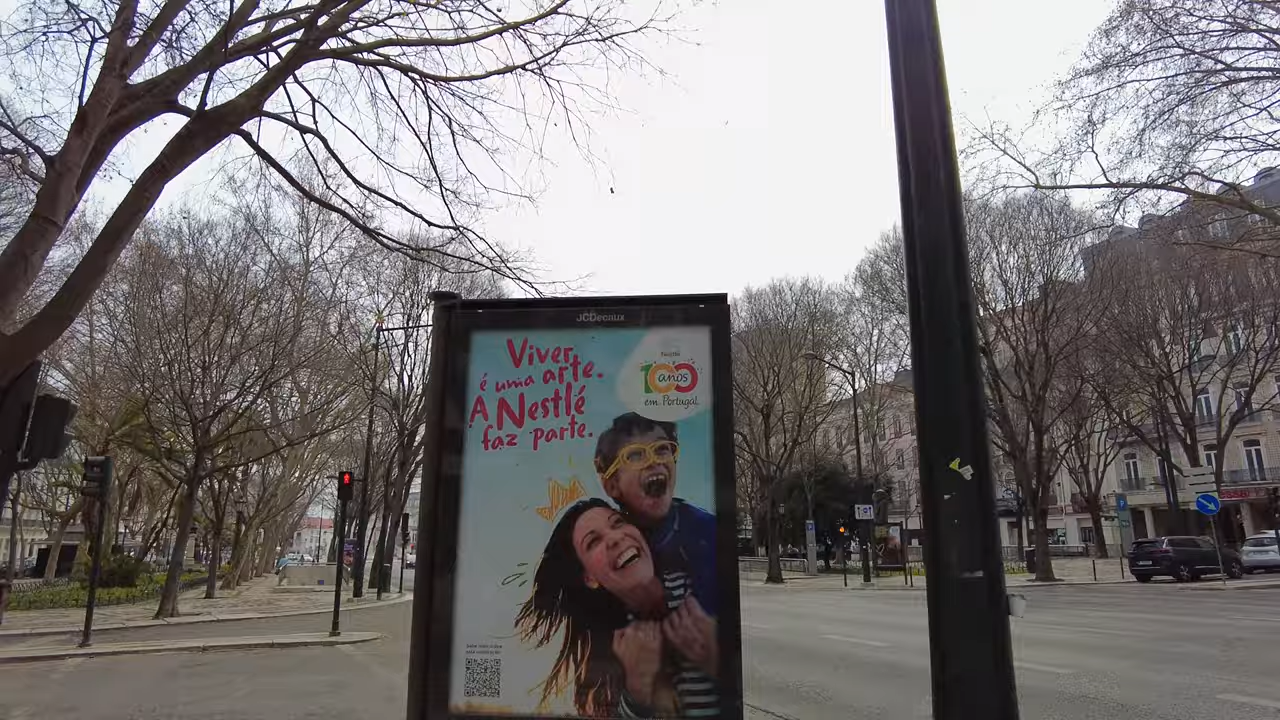 JCDecaux
Viver
é uma arte.
A Nestlé
faz parte.
Nestlé
100
anos
em Portugal